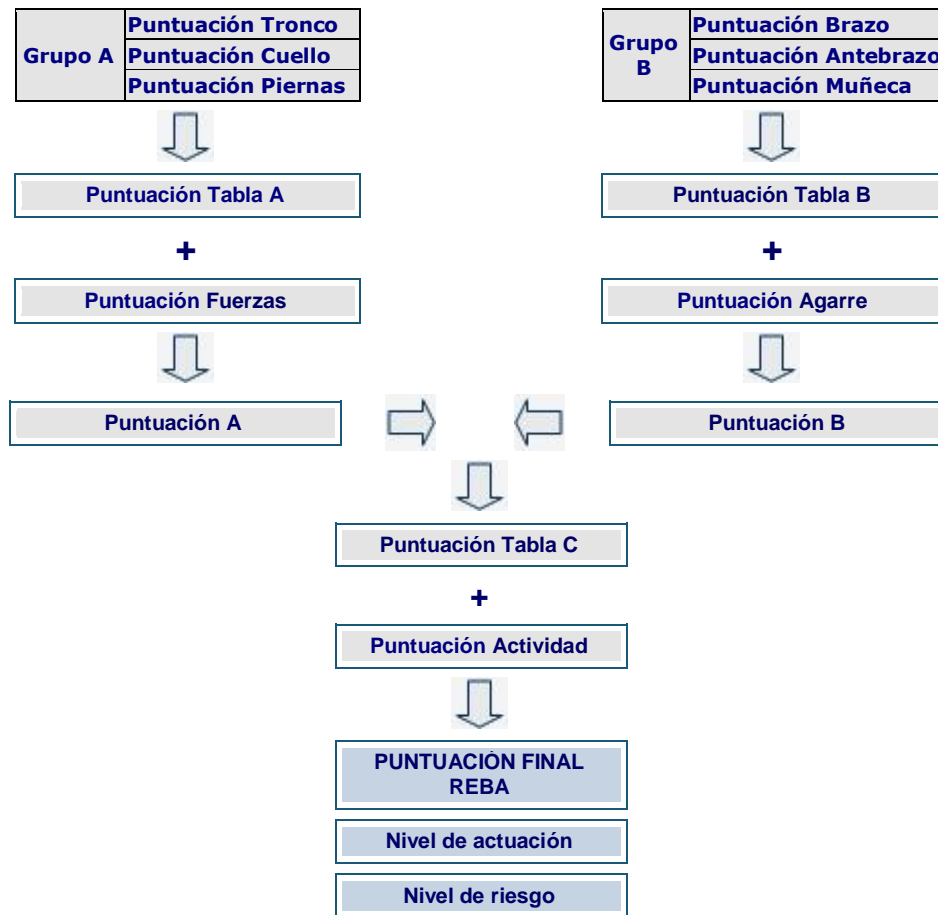 Grupo A
Puntuación Tronco
Puntuación Cuello
Puntuación Piernas
Grupo
B
Puntuación Brazo
Puntuación Antebrazo
Puntuación Muñeca
Puntuación Tabla A
Puntuación Tabla B
+
+
Puntuación Fuerzas
Puntuación Agarre
Puntuación A
Puntuación B
Puntuación Tabla C
+
Puntuación Actividad
PUNTUACIÓN FINAL
REBA
Nivel de actuación
Nivel de riesgo